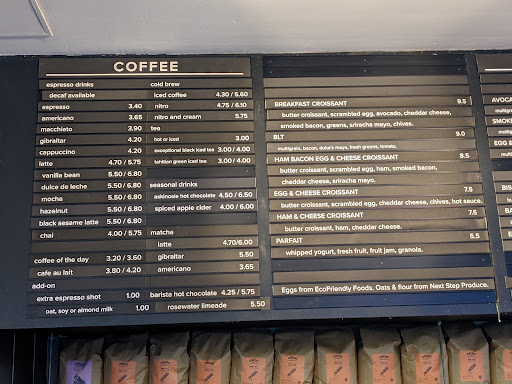 COFFEE
espresso drinks
decaf available
espresso 3.40
americano 3.65
macchiato 3.90
gibraltar 4.20
cappuccino 4.20
latte 4.70 / 5.75
vanilla bean 5.50 / 6.80
dulce de leche 5.50 / 6.80
mocha 5.50 / 6.80
hazelnut 5.50 / 6.80
black sesame latte 5.50 / 6.80
chai 4.00 / 5.75
coffee of the day 3.20 / 3.60
cafe au lait 3.80 / 4.20
add-on
extra espresso shot 1.00
oat, soy or almond milk 1.00
cold brew
iced coffee 4.30 / 5.60
nitro 4.75 / 6.10
nitro and cream 5.75
tea
hot or iced 3.00
exceptional black iced tea 3.00 / 4.00
tahitian green iced tea 3.00 / 4.00
seasonal drinks
askinosie hot chocolate 4.50 / 6.50
spiced apple cider 4.00 / 6.00
matcha
latte 4.70/6.00
gibraltar 5.50
americano 3.65
barista hot chocolate 4.25 / 5.75
rosewater limeade 5.50
BREAKFAST CROISSANT 9.5
butter croissant, scrambled egg, avocado, cheddar cheese,
smoked bacon, greens, sriracha mayo, chives.
BLT 9.0
multigrain, bacon, duke's mayo, fresh greens, tomato.
HAM BACON EGG & CHEESE CROISSANT 8.5
butter croissant, scrambled egg, ham, smoked bacon,
cheddar cheese, sriracha mayo.
EGG & CHEESE CROISSANT 7.5
butter croissant, scrambled egg, cheddar cheese, chives, hot sauce.
HAM & CHEESE CROISSANT 7.5
butter croissant, ham, cheddar cheese.
PARFAIT 5.5
whipped yogurt, fresh fruit, fruit jam, granola.
Eggs from EcoFriendly Foods. Oats & flour from Next Step Produce.
AVOCA
multigra
SMOK
multigra
EGG &
BIS
BA